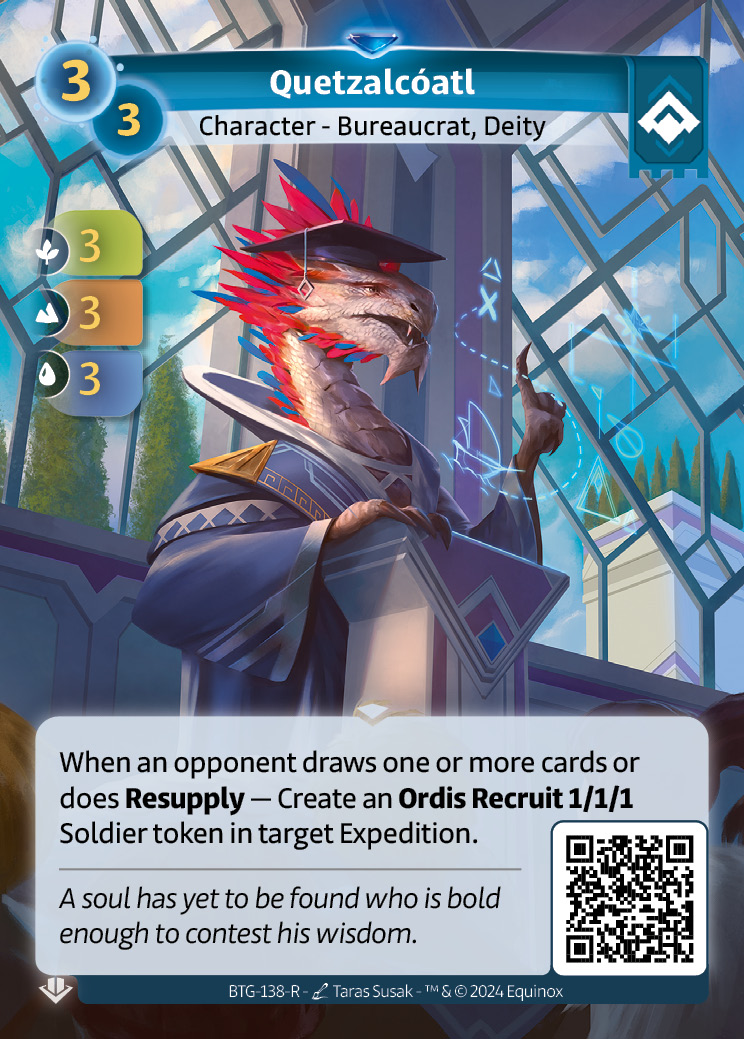 3
Quetzalcóatl
3
Character - Bureaucrat, Deity
3
3
3
When an opponent draws one or more cards or
does Resupply — Create an Ordis Recruit 1/1/1
Soldier token in target Expedition.
A soul has yet to be found who is bold
enough to contest his wisdom.
BTG-138-R - Taras Susak - ™ & © 2024 Equinox